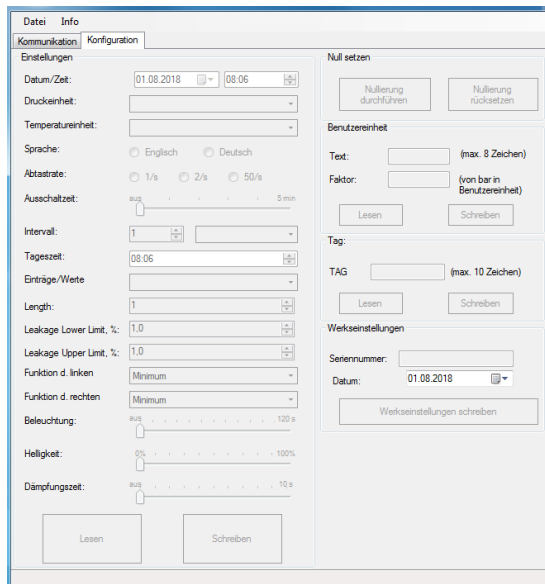 Datei Info
Kommunikation Konfiguration
Einstellungen
Datum/Zeit: 01.08.2018 08:06
Druckeinheit:
Temperatureinheit:
Sprache: Englisch Deutsch
Abtastrate: 1/s 2/s 50/s
Ausschaltzeit: aus 5 min
Intervall: 1
Tageszeit: 08:06
Einträge/Werte
Length: 1
Leakage Lower Limit, %: 1,0
Leakage Upper Limit, %: 1,0
Funktion d. linken Minimum
Funktion d. rechten Minimum
Beleuchtung: aus 120 s
Helligkeit: 0% 100%
Dämpfungszeit: aus 10 s
Lesen Schreiben
Null setzen
Nullierung durchführen
Nullierung rücksetzen
Benutzereinheit
Text: (max. 8 Zeichen)
Faktor: (von bar in
Benutzereinheit)
Lesen Schreiben
Tag:
TAG (max. 10 Zeichen)
Lesen Schreiben
Werkseinstellungen
Seriennummer:
Datum: 01.08.2018
Werkseinstellungen schreiben